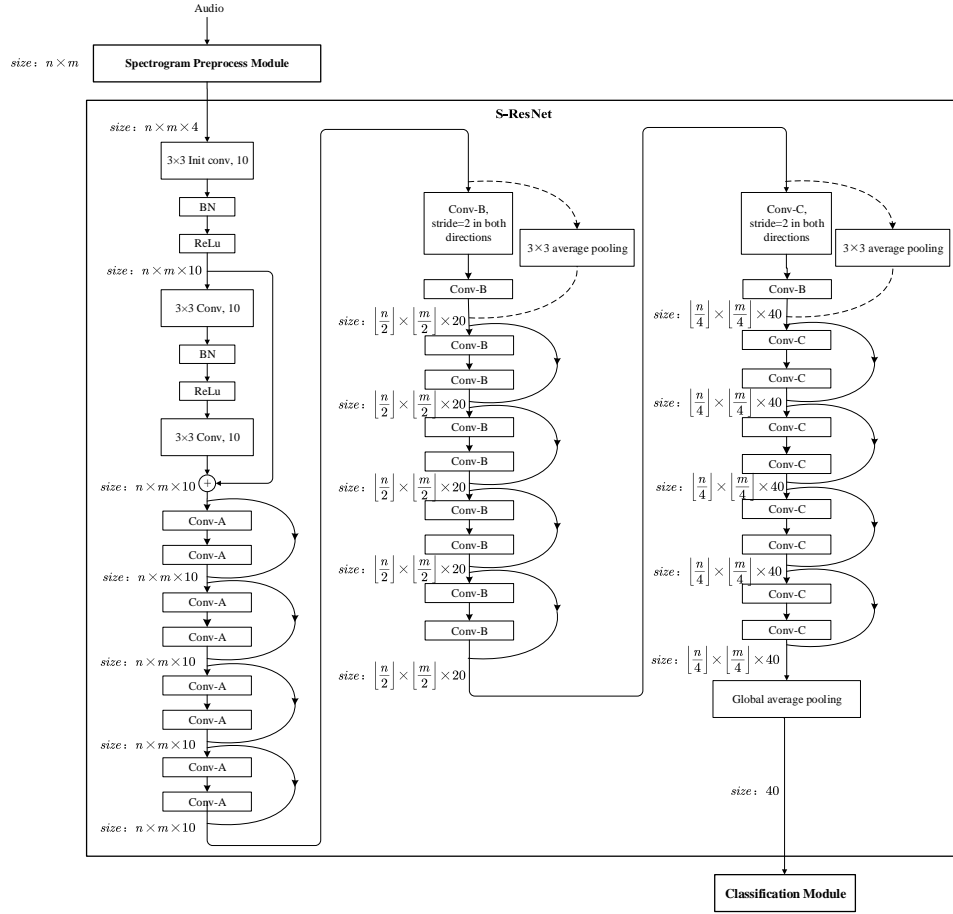 Audio
size: n×m
Spectrogram Preprocess Module
S-ResNet
size: n×m×4
3×3 Init conv, 10
BN
ReLu
size: n×m×10
3×3 Conv, 10
BN
ReLu
3×3 Conv, 10
size: n×m×10
+
Conv-A
Conv-A
size: n×m×10
Conv-A
Conv-A
size: n×m×10
Conv-A
Conv-A
size: n×m×10
Conv-A
Conv-A
size: n×m×10
Conv-B,
stride=2 in both
directions
3×3 average pooling
Conv-B
size: ⌊n/2⌋×⌊m/2⌋×20
Conv-B
Conv-B
size: ⌊n/2⌋×⌊m/2⌋×20
Conv-B
Conv-B
size: ⌊n/2⌋×⌊m/2⌋×20
Conv-B
Conv-B
size: ⌊n/2⌋×⌊m/2⌋×20
Conv-B
Conv-B
size: ⌊n/2⌋×⌊m/2⌋×20
Conv-C,
stride=2 in both
directions
3×3 average pooling
Conv-B
size: ⌊n/4⌋×⌊m/4⌋×40
Conv-C
Conv-C
size: ⌊n/4⌋×⌊m/4⌋×40
Conv-C
Conv-C
size: ⌊n/4⌋×⌊m/4⌋×40
Conv-C
Conv-C
size: ⌊n/4⌋×⌊m/4⌋×40
Conv-C
Conv-C
size: ⌊n/4⌋×⌊m/4⌋×40
Global average pooling
size: 40
Classification Module